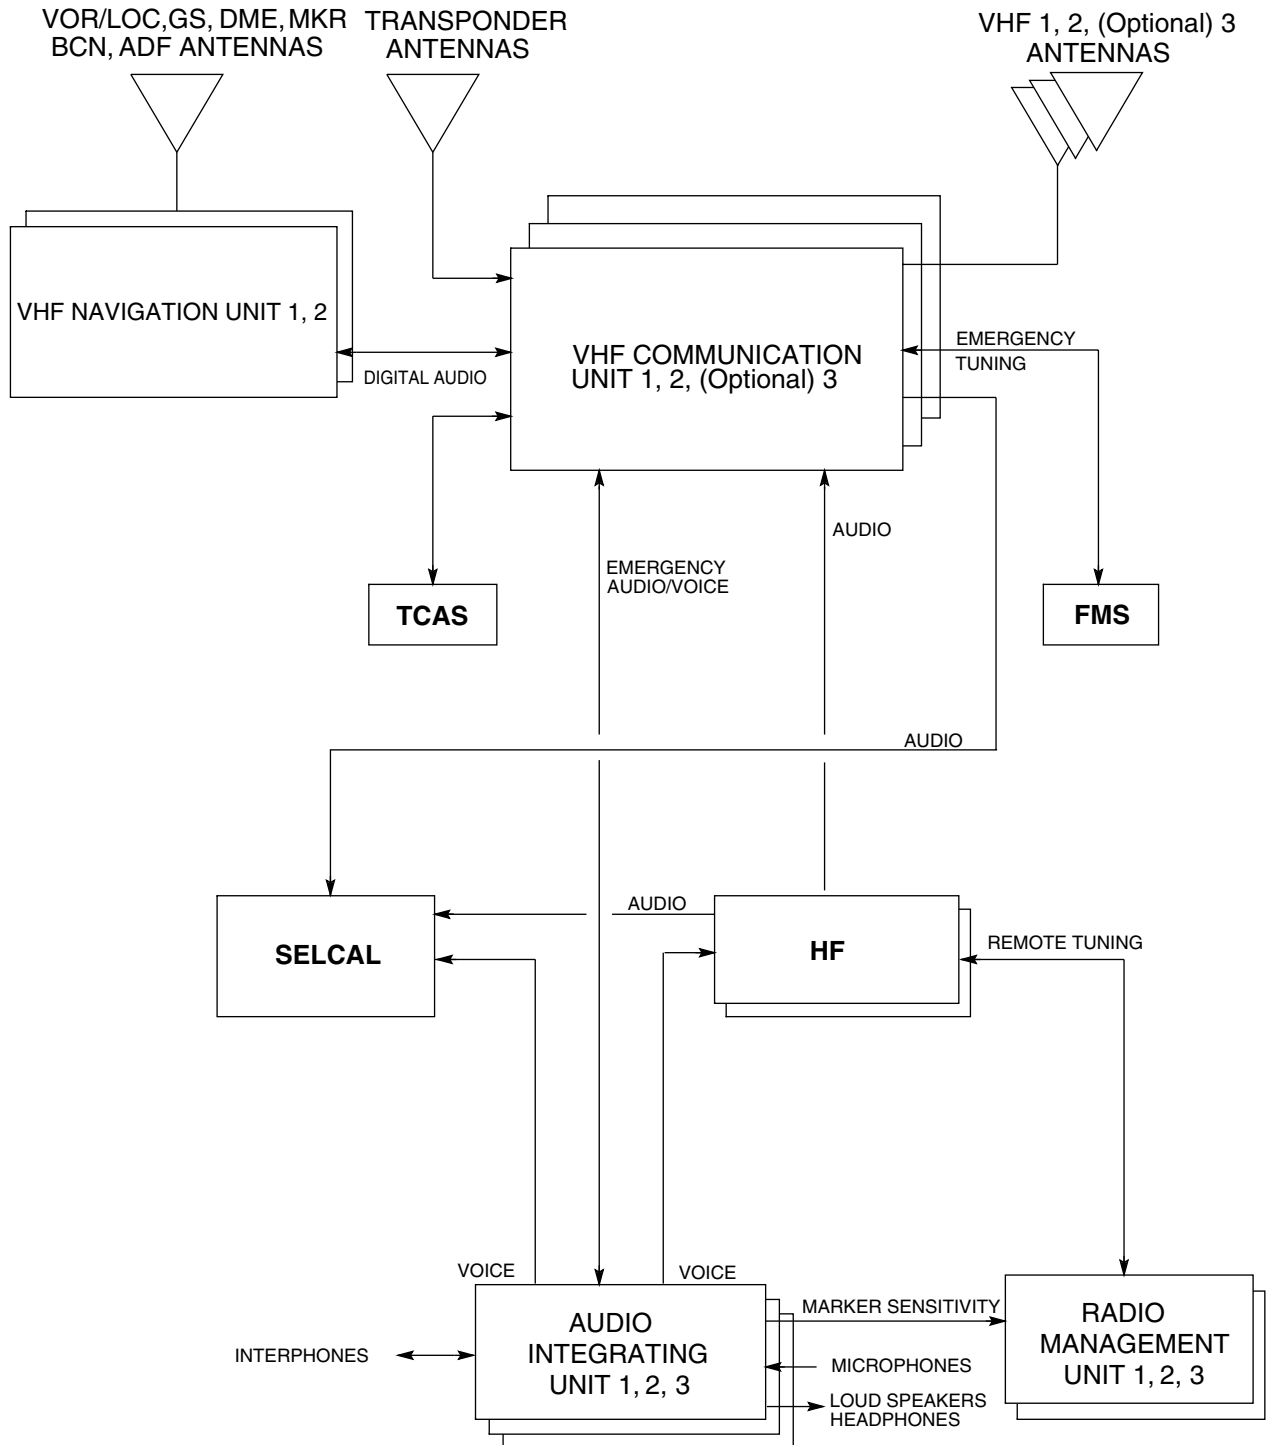 VOR/LOC,GS, DME, MKR
BCN, ADF ANTENNAS
TRANSPONDER
ANTENNAS
VHF 1, 2, (Optional) 3
ANTENNAS
VHF NAVIGATION UNIT 1, 2
DIGITAL AUDIO
VHF COMMUNICATION
UNIT 1, 2, (Optional) 3
EMERGENCY
TUNING
AUDIO
EMERGENCY
AUDIO/VOICE
TCAS
FMS
AUDIO
AUDIO
SELCAL
HF
REMOTE TUNING
VOICE
VOICE
AUDIO
INTEGRATING
UNIT 1, 2, 3
MARKER SENSITIVITY
RADIO
MANAGEMENT
UNIT 1, 2, 3
INTERPHONES
MICROPHONES
LOUD SPEAKERS
HEADPHONES